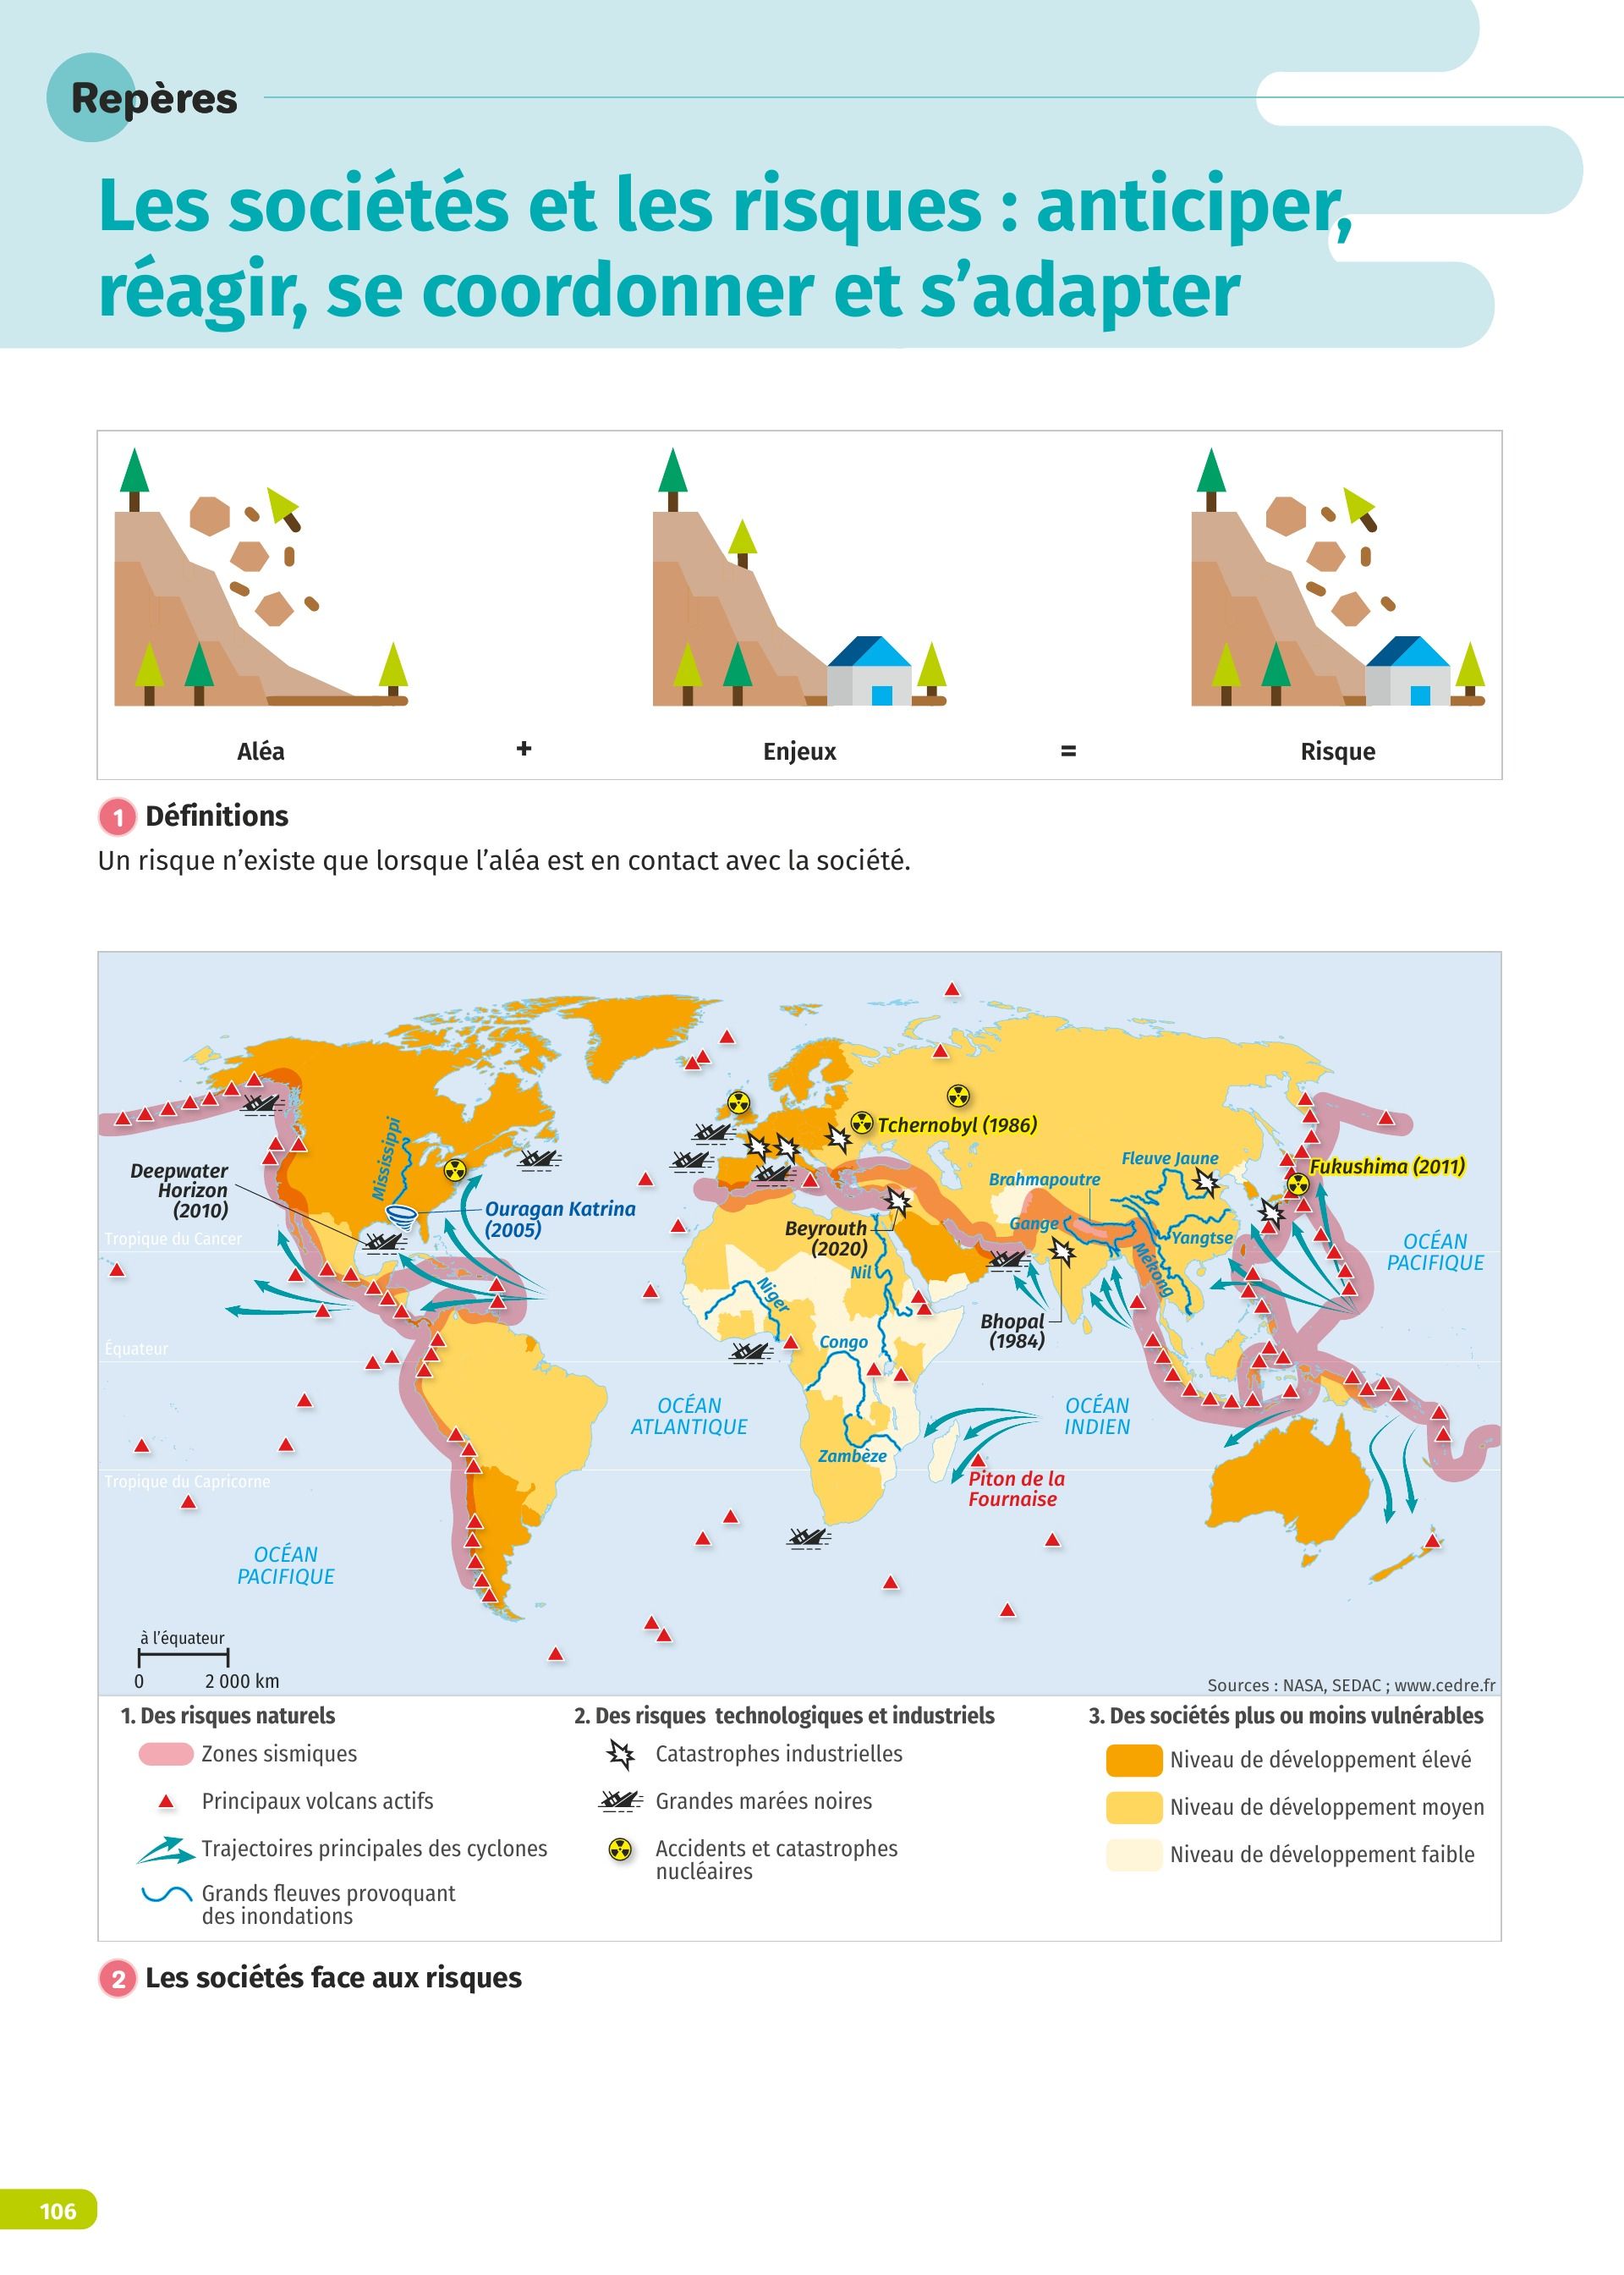 Repères
Les sociétés et les risques : anticiper,
réagir, se coordonner et s’adapter
Aléa + Enjeux = Risque
1 Définitions
Un risque n’existe que lorsque l’aléa est en contact avec la société.
Tchernobyl (1986)
Mississippi
Fleuve Jaune
Fukushima (2011)
Deepwater
Horizon
(2010)
Brahmapoutre
Ouragan Katrina
(2005)
Beyrouth
(2020)
Gange
Yangtse
Tropique du Cancer
OCÉAN
PACIFIQUE
Mékong
Nil
Niger
Bhopal
(1984)
Congo
Équateur
OCÉAN
ATLANTIQUE
OCÉAN
INDIEN
Zambèze
Tropique du Capricorne
Piton de la
Fournaise
OCÉAN
PACIFIQUE
à l’équateur
0 2 000 km
Sources : NASA, SEDAC ; www.cedre.fr
1. Des risques naturels
Zones sismiques
Principaux volcans actifs
Trajectoires principales des cyclones
Grands fleuves provoquant
des inondations
2. Des risques technologiques et industriels
Catastrophes industrielles
Grandes marées noires
Accidents et catastrophes
nucléaires
3. Des sociétés plus ou moins vulnérables
Niveau de développement élevé
Niveau de développement moyen
Niveau de développement faible
2 Les sociétés face aux risques
106